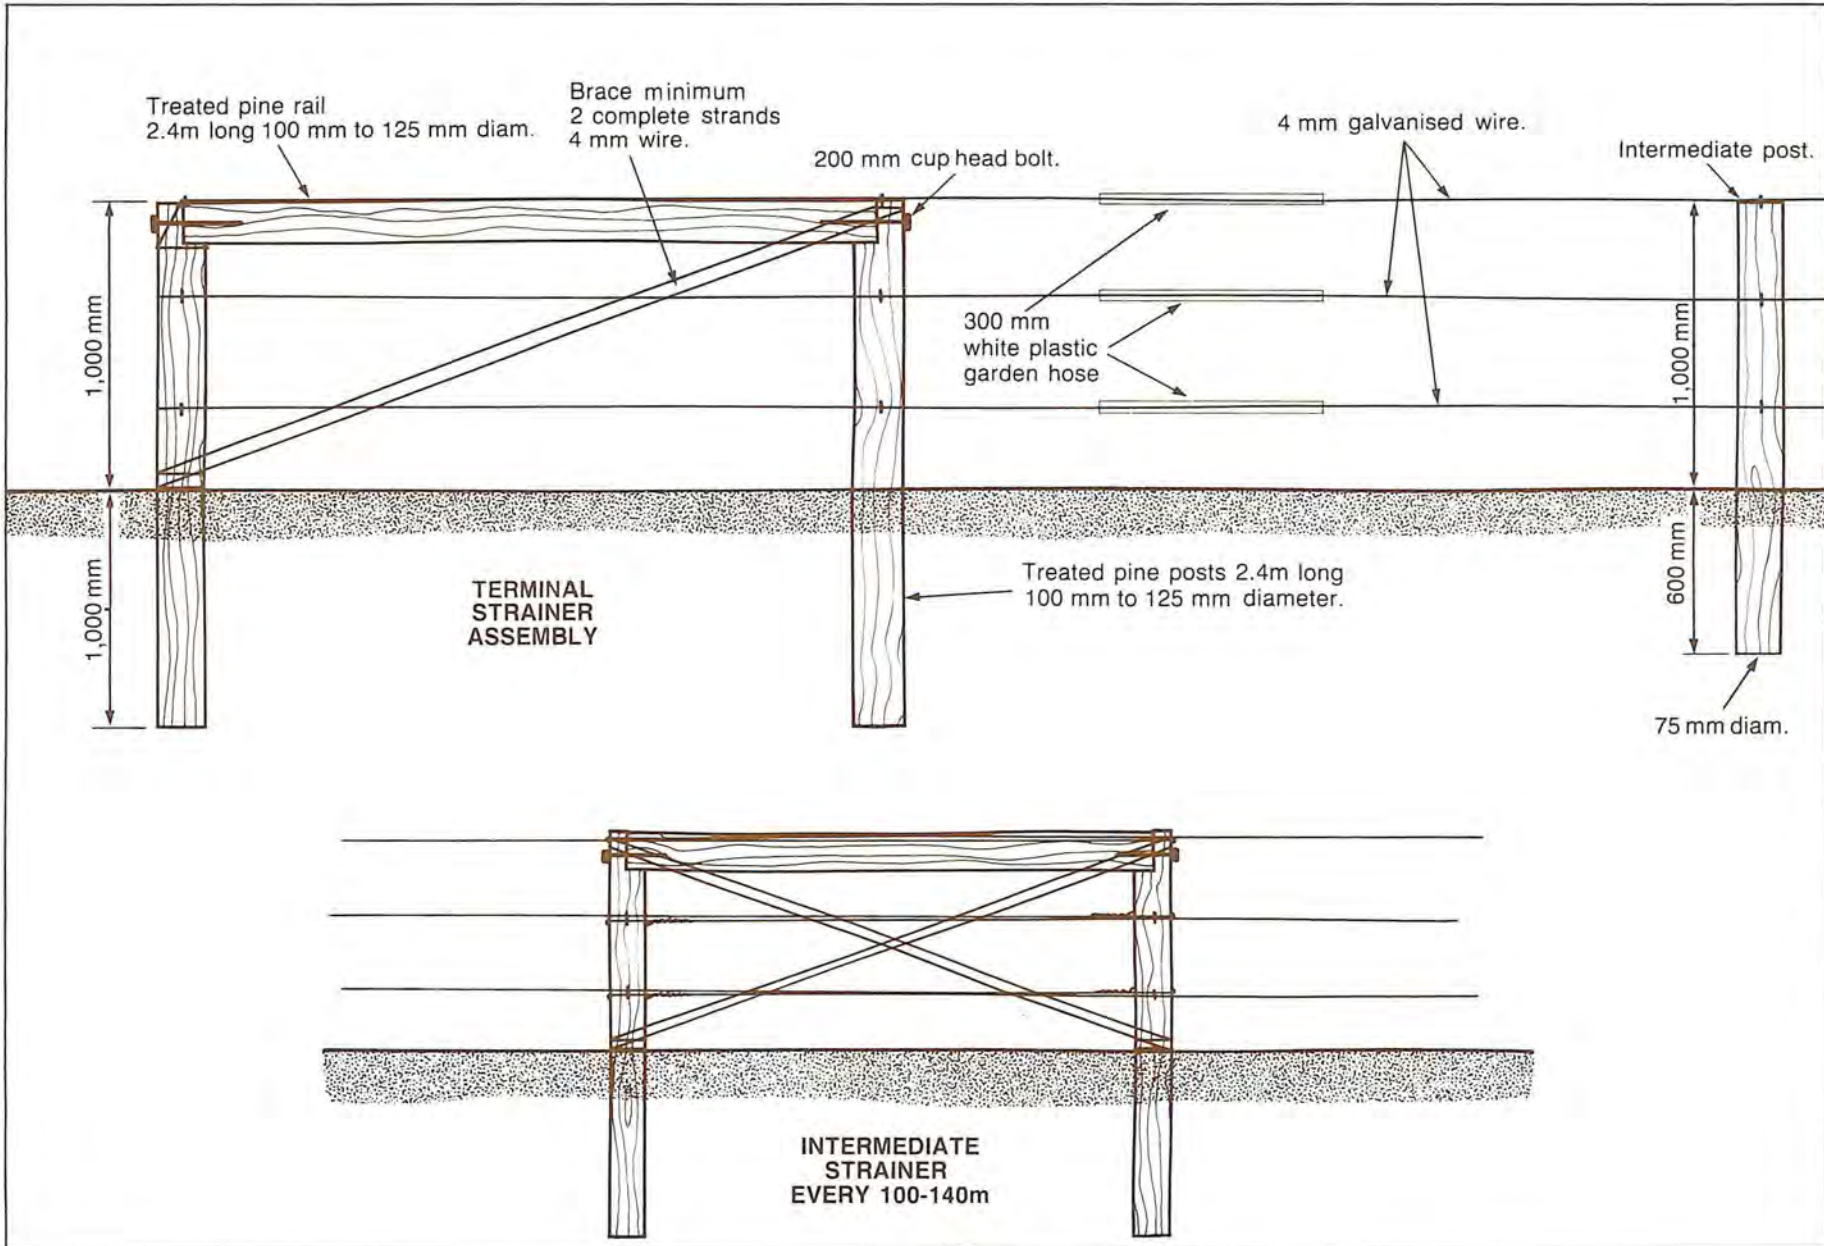 Treated pine rail
2.4m long 100 mm to 125 mm diam.
Brace minimum
2 complete strands
4 mm wire.
200 mm cup head bolt.
4 mm galvanised wire.
Intermediate post.
1,000 mm
300 mm
white plastic
garden hose
1,000 mm
1,000 mm
TERMINAL
STRAINER
ASSEMBLY
Treated pine posts 2.4m long
100 mm to 125 mm diameter.
600 mm
75 mm diam.
INTERMEDIATE
STRAINER
EVERY 100-140m